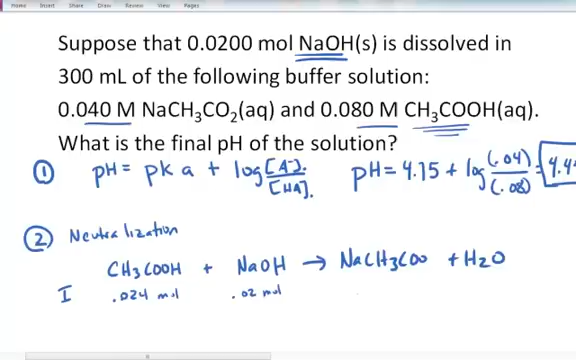 Home Insert Share Draw Review View Pages
Suppose that 0.0200 mol NaOH(s) is dissolved in
300 mL of the following buffer solution:
0.040 M NaCH₃CO₂(aq) and 0.080 M CH₃COOH(aq).
What is the final pH of the solution?
① pH = pka + log [A⁻]/[HA]. pH = 4.75 + log (.04)/(.08) = 4.4
② Neutralization
CH3COOH + NaOH → NaCH3COO + H2O
I .024 mol .02 mol